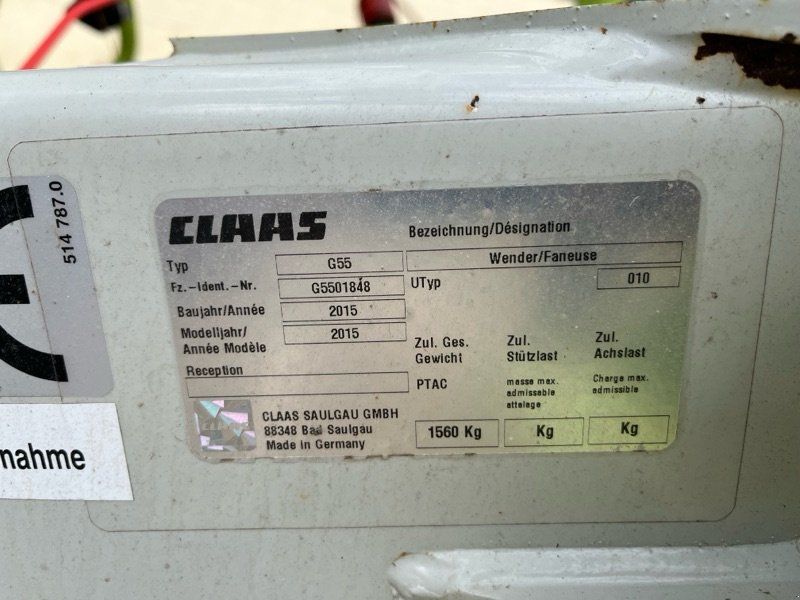 514 787.0
CLAAS
Bezeichnung/Désignation
Typ G55 Wender/Faneuse
Fz.-Ident.-Nr. G5501848 UTyp 010
Baujahr/Année 2015
Modelljahr/
Année Modèle 2015
Zul. Ges.
Gewicht
Zul.
Stützlast
Zul.
Achslast
Reception
PTAC
masse max.
admissable
attelage
Charge max.
admissible
CLAAS SAULGAU GMBH
88348 Bad Saulgau
Made in Germany
1560 Kg Kg Kg
CE
nahme